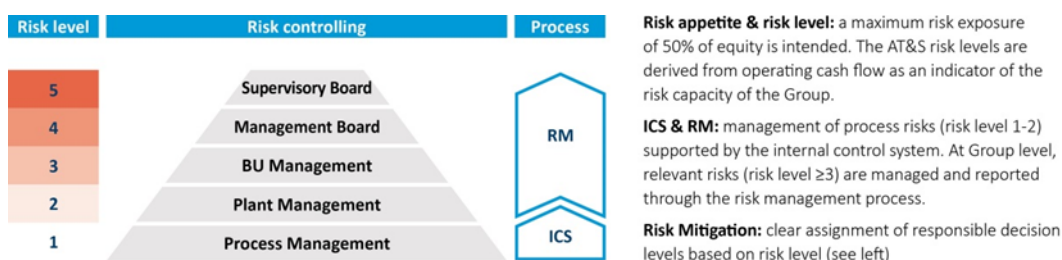 Risk level Risk controlling Process
5 Supervisory Board
4 Management Board
RM
3 BU Management
2 Plant Management
1 Process Management ICS
Risk appetite & risk level: a maximum risk exposure
of 50% of equity is intended. The AT&S risk levels are
derived from operating cash flow as an indicator of the
risk capacity of the Group.
ICS & RM: management of process risks (risk level 1-2)
supported by the internal control system. At Group level,
relevant risks (risk level ≥3) are managed and reported
through the risk management process.
Risk Mitigation: clear assignment of responsible decision
levels based on risk level (see left)